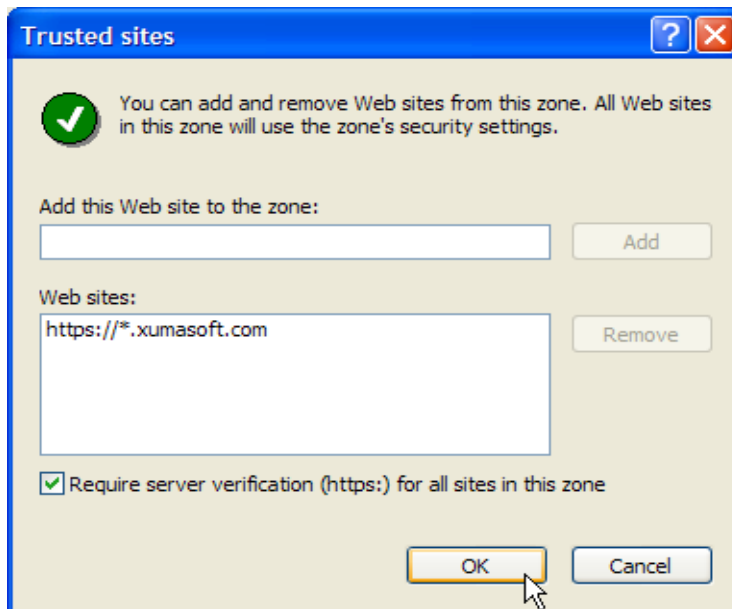 Trusted sites
You can add and remove Web sites from this zone. All Web sites
in this zone will use the zone's security settings.
Add this Web site to the zone:
Add
Web sites:
https://*.xumasoft.com
Remove
Require server verification (https:) for all sites in this zone
OK
Cancel